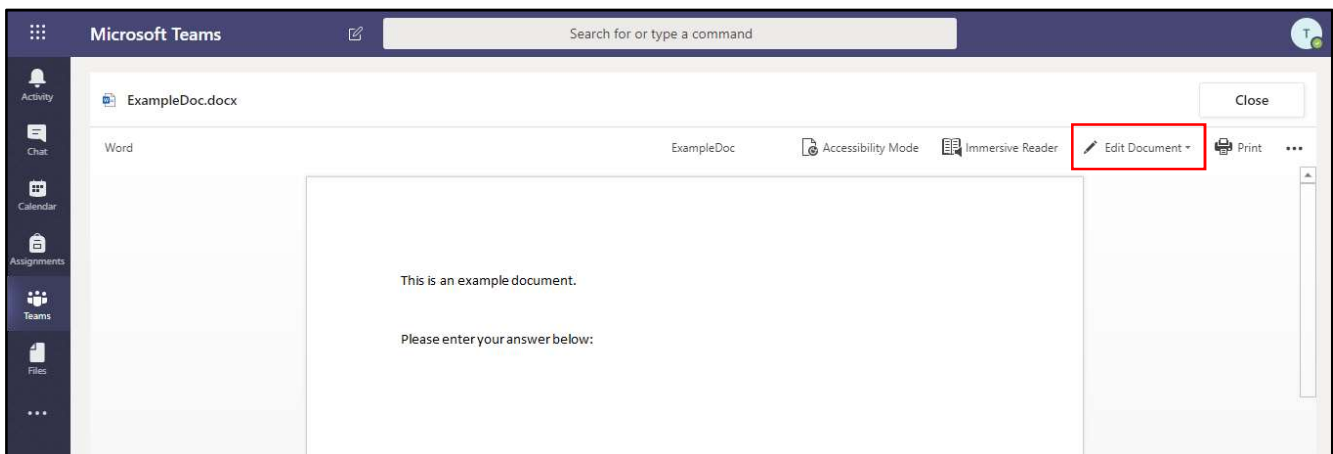 Microsoft Teams Search for or type a command T
Activity
Chat
Calendar
Assignments
Teams
Files
ExampleDoc.docx Close
Word ExampleDoc Accessibility Mode Immersive Reader Edit Document Print
This is an example document.
Please enter your answer below: